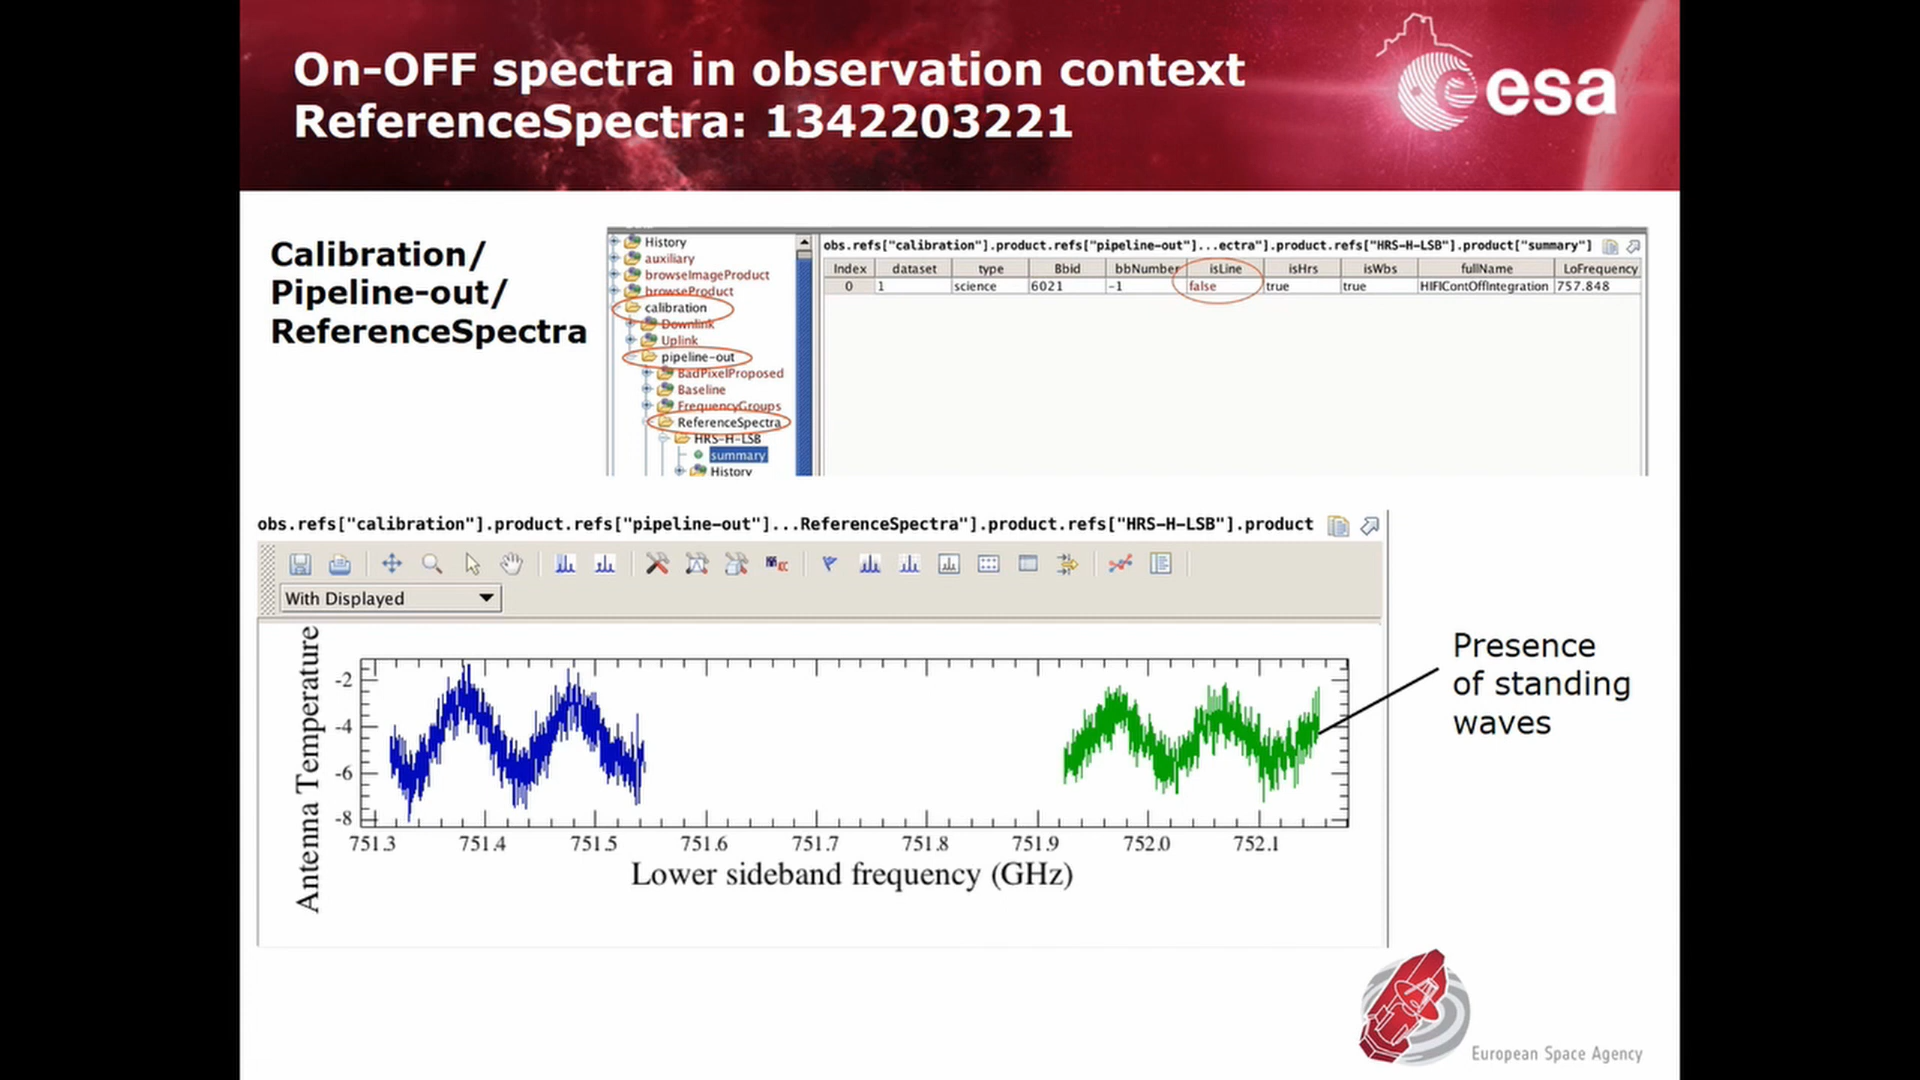 On-OFF spectra in observation context
ReferenceSpectra: 1342203221
esa
Calibration/
Pipeline-out/
ReferenceSpectra
History
auxiliary
browseImageProduct
browseProduct
calibration
Downlink
Uplink
pipeline-out
BadPixelProposed
Baseline
FrequencyGroups
ReferenceSpectra
HRS-H-LSB
summary
History
obs.refs["calibration"].product.refs["pipeline-out"]...ectra"].product.refs["HRS-H-LSB"].product["summary"]
Index dataset type Bbid bbNumber isLine isHrs isWbs fullName LoFrequency
0 1 science 6021 -1 false true true HIFIContOffIntegration 757.848
obs.refs["calibration"].product.refs["pipeline-out"]...ReferenceSpectra"].product.refs["HRS-H-LSB"].product
With Displayed
Antenna Temperature
-2
-4
-6
-8
751.3 751.4 751.5 751.6 751.7 751.8 751.9 752.0 752.1
Lower sideband frequency (GHz)
Presence
of standing
waves
European Space Agency